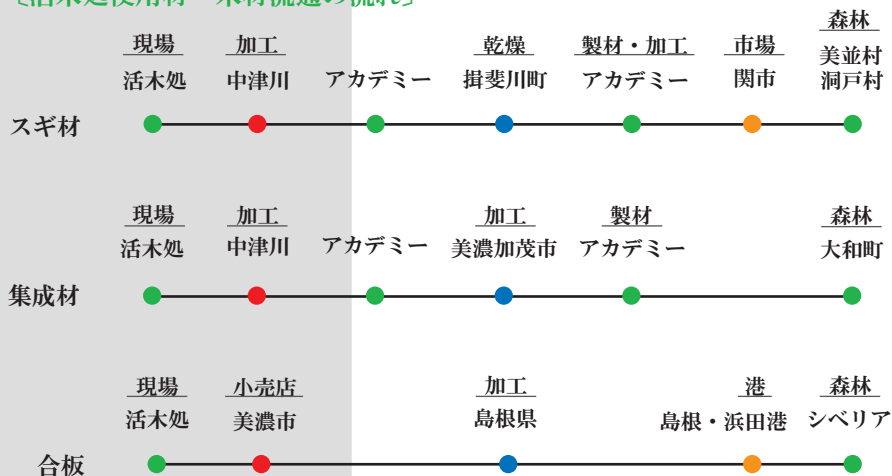 現場 加工 乾燥 製材・加工 市場 森林
活木処 中津川 アカデミー 揖斐川町 アカデミー 関市 美並村
洞戸村
スギ材
現場 加工 加工 製材 森林
活木処 中津川 アカデミー 美濃加茂市 アカデミー 大和町
集成材
現場 小売店 加工 港 森林
活木処 美濃市 島根県 島根・浜田港 シベリア
合板